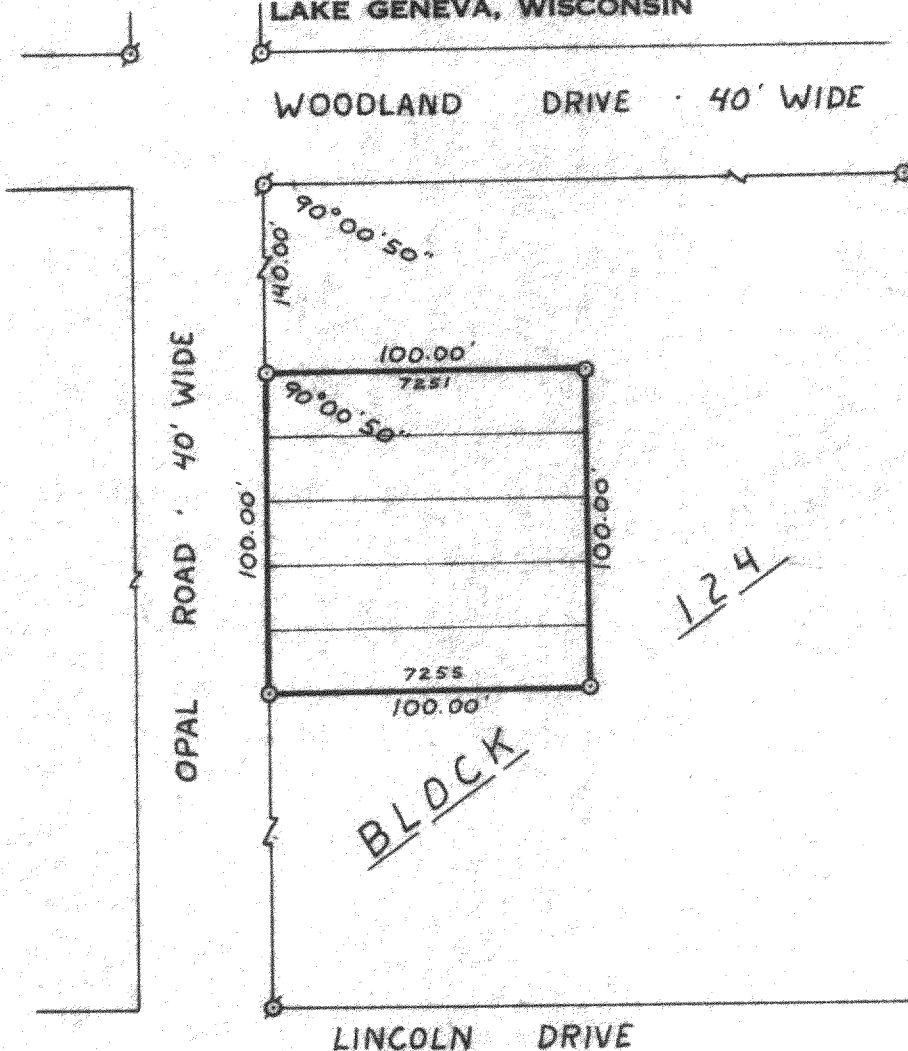 LAKE GENEVA, WISCONSIN
WOODLAND DRIVE · 40' WIDE
90°00'50"
140.00'
100.00'
7251
90°00'50"
OPAL ROAD · 40' WIDE
100.00'
100.00'
124
7255
100.00'
BLOCK
LINCOLN DRIVE